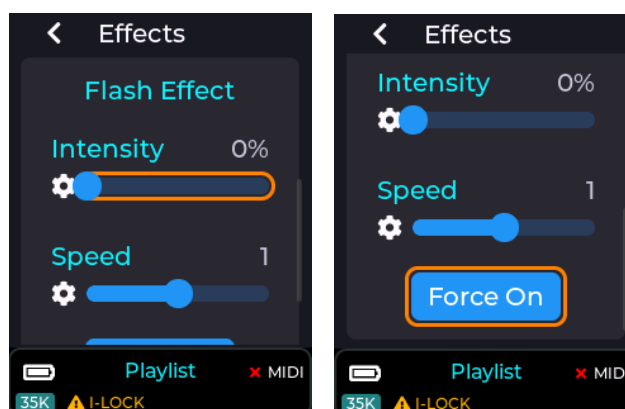 Effects
Flash Effect
Intensity 0%
Speed 1
Playlist × MIDI
35K I-LOCK
Effects
Intensity 0%
Speed 1
Force On
Playlist × MID
35K I-LOCK